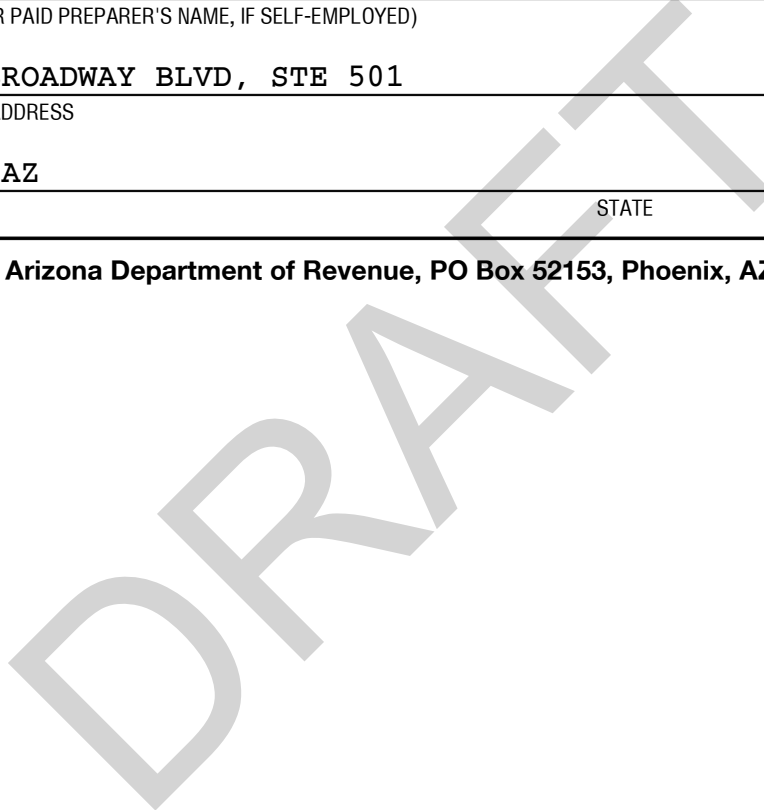 R PAID PREPARER'S NAME, IF SELF-EMPLOYED)
ROADWAY BLVD, STE 501
ADDRESS
AZ
STATE
Arizona Department of Revenue, PO Box 52153, Phoenix, AZ
DRAFT